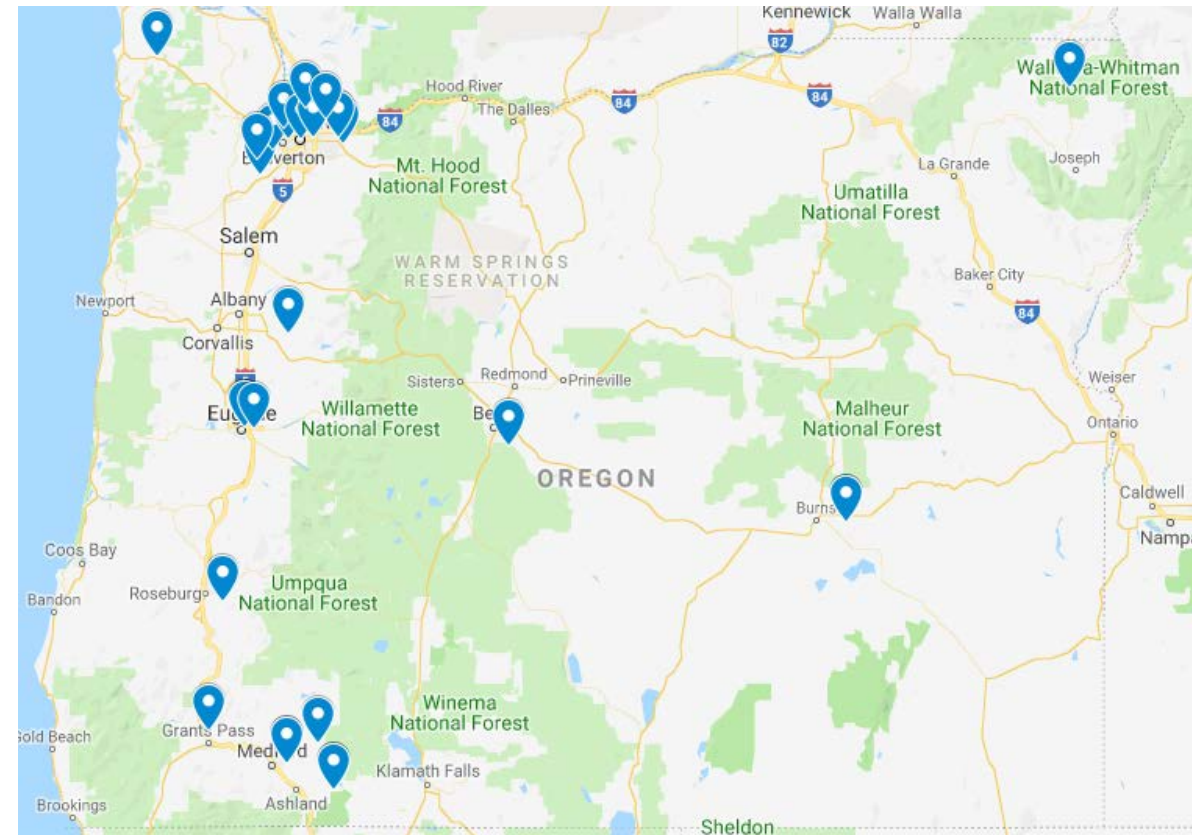 Kennewick
Walla Walla
82
Hood River
84
The Dalles
84
84
National Forest
5
Mt. Hood
National Forest
La Grande
Joseph
Umatilla
National Forest
Salem
WARM SPRINGS
RESERVATION
Baker City
Newport
Albany
84
Corvallis
Sisters
Redmond
Prineville
Weiser
Willamette
National Forest
Malheur
National Forest
Ontario
OREGON
Caldwell
Burns
Nampa
Coos Bay
Bandon
Roseburg
Umpqua
National Forest
Winema
National Forest
Gold Beach
Grants Pass
Klamath Falls
Brookings
Ashland
Sheldon